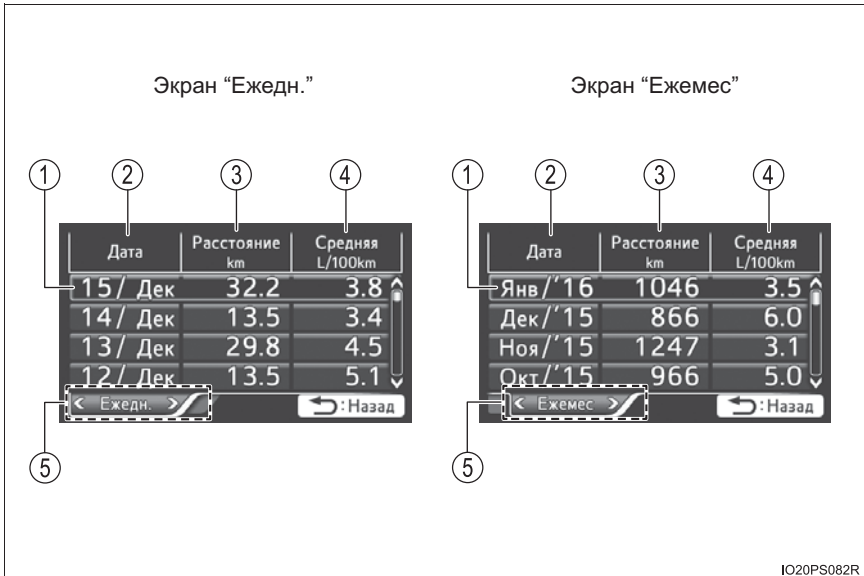 Экран “Ежедн.”
1 2 3 4
Дата Расстояние km Средняя L/100km
1
15/ Дек 32.2 3.8
14/ Дек 13.5 3.4
13/ Дек 29.8 4.5
12/ Дек 13.5 5.1
Ежедн. Назад
5
Экран “Ежемес”
1 2 3 4
Дата Расстояние km Средняя L/100km
1
Янв/’16 1046 3.5
Дек/’15 866 6.0
Ноя/’15 1247 3.1
Окт/’15 966 5.0
Ежемес :Назад
5
IO20PS082R